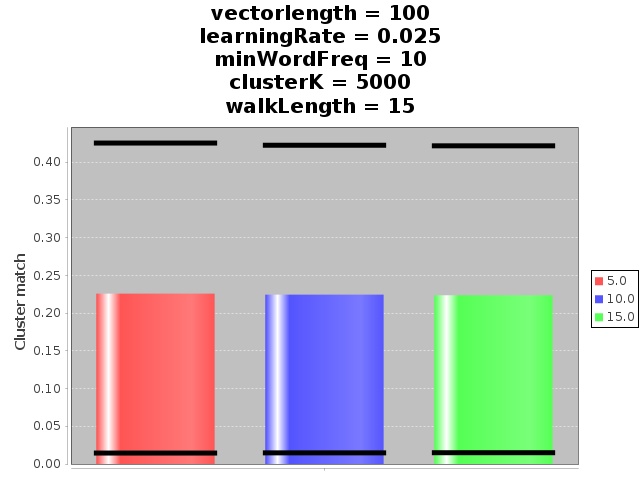 vectorlength = 100
learningRate = 0.025
minWordFreq = 10
clusterK = 5000
walkLength = 15
0.40
0.35
0.30
0.25
0.20
0.15
0.10
0.05
0.00
Cluster match
5.0
10.0
15.0